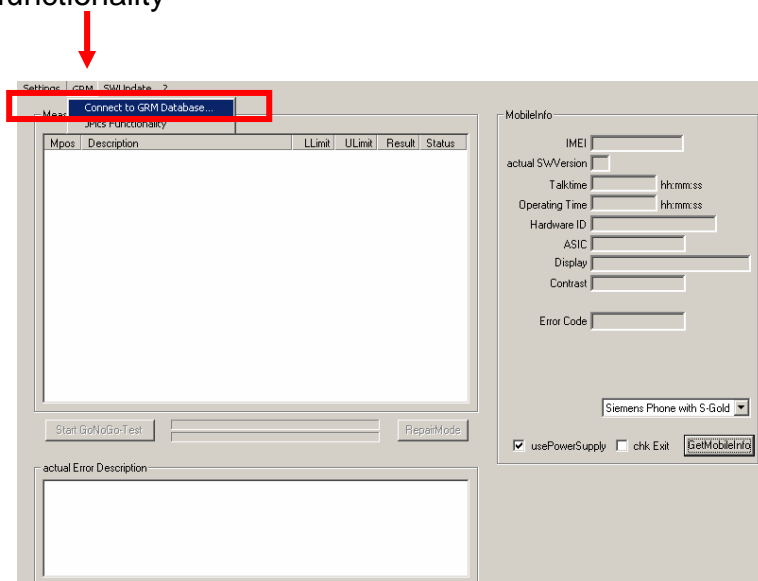 functionality
Settings GRM SWUpdate ?
Connect to GRM Database...
JPics Functionality
MobileInfo
Mpos Description LLimit ULimit Result Status
IMEI
actual SWVersion
Talktime hh:mm:ss
Operating Time hh:mm:ss
Hardware ID
ASIC
Display
Contrast
Error Code
Siemens Phone with S-Gold
Start GoNoGo-Test RepairMode
usePowerSupply chk Exit GetMobileInfo
actual Error Description